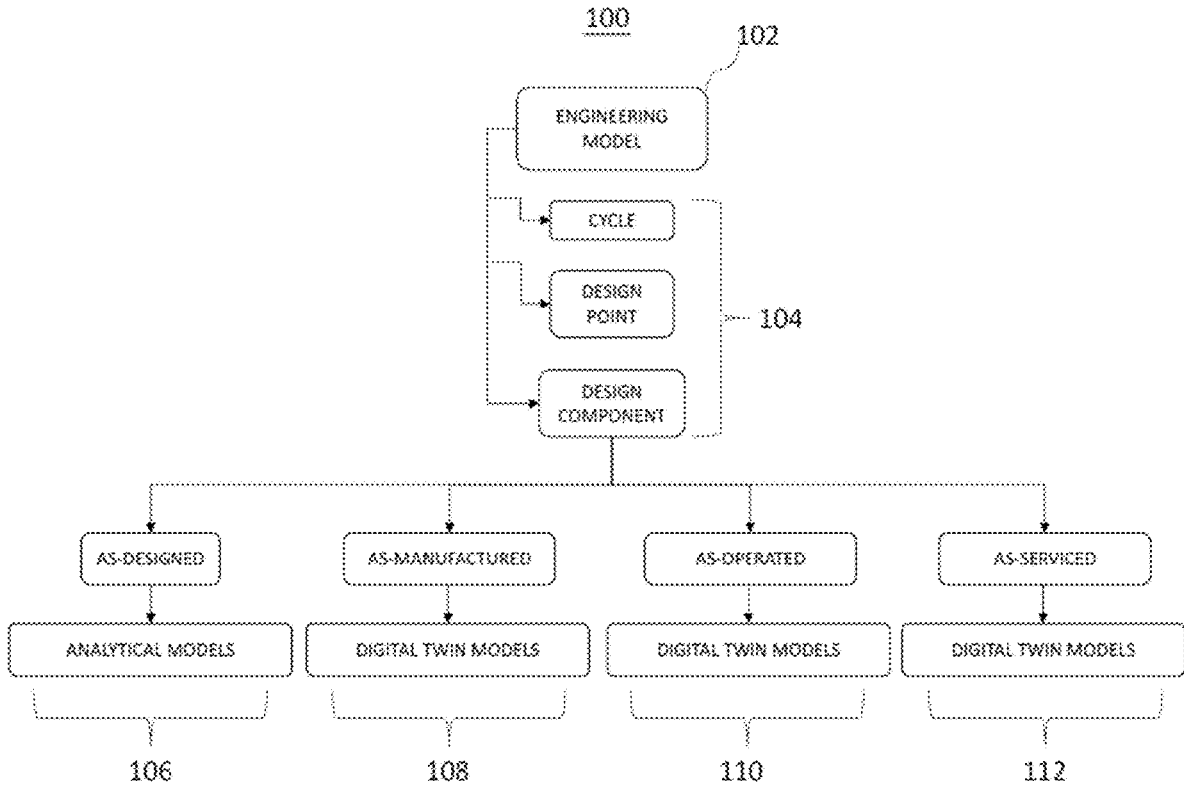 100
102
ENGINEERING
MODEL
CYCLE
DESIGN
POINT
104
DESIGN
COMPONENT
AS-DESIGNED
AS-MANUFACTURED
AS-OPERATED
AS-SERVICED
ANALYTICAL MODELS
DIGITAL TWIN MODELS
DIGITAL TWIN MODELS
DIGITAL TWIN MODELS
106
108
110
112